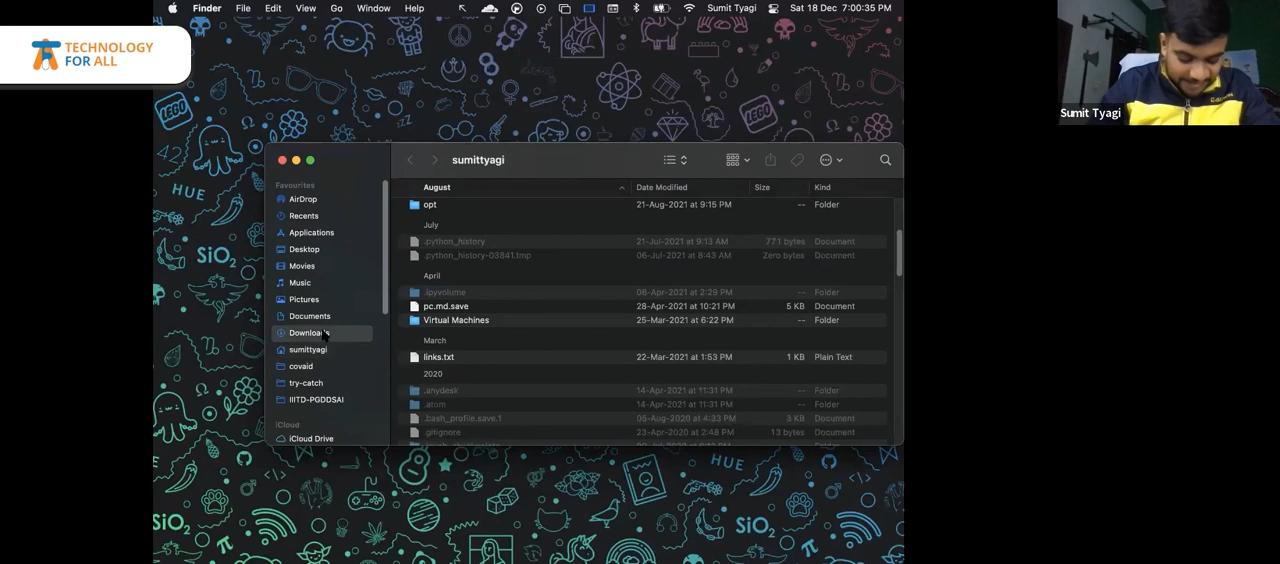 Finder File Edit View Go Window Help Sumit Tyagi Sat 18 Dec 7:00:35 PM
TECHNOLOGY
FOR ALL
Sumit Tyagi
sumittyagi
Favourites
AirDrop
Recents
Applications
Desktop
Movies
Music
Pictures
Documents
Downloads
sumittyagi
covaid
try-catch
IIITD-PGDDSAI
iCloud
iCloud Drive
August Date Modified Size Kind
opt 21-Aug-2021 at 9:15 PM -- Folder
July
.python_history 21-Jul-2021 at 9:13 AM 771 bytes Document
.python_history-03841.tmp 06-Jul-2021 at 8:43 AM Zero bytes Document
April
.ipyvolume 08-Apr-2021 at 2:29 PM -- Folder
pc.md.save 28-Apr-2021 at 10:21 PM 5 KB Document
Virtual Machines 25-Mar-2021 at 6:22 PM -- Folder
March
links.txt 22-Mar-2021 at 1:53 PM 1 KB Plain Text
2020
.anydesk 14-Apr-2021 at 11:31 PM -- Folder
.atom 14-Apr-2021 at 11:31 PM -- Folder
.bash_profile.save.1 05-Aug-2020 at 4:33 PM 3 KB Document
.gitignore 23-Apr-2020 at 2:48 PM 13 bytes Document
LEGO
HUE
42
SiO2
LEGO
HUE
SiO2
SiO2